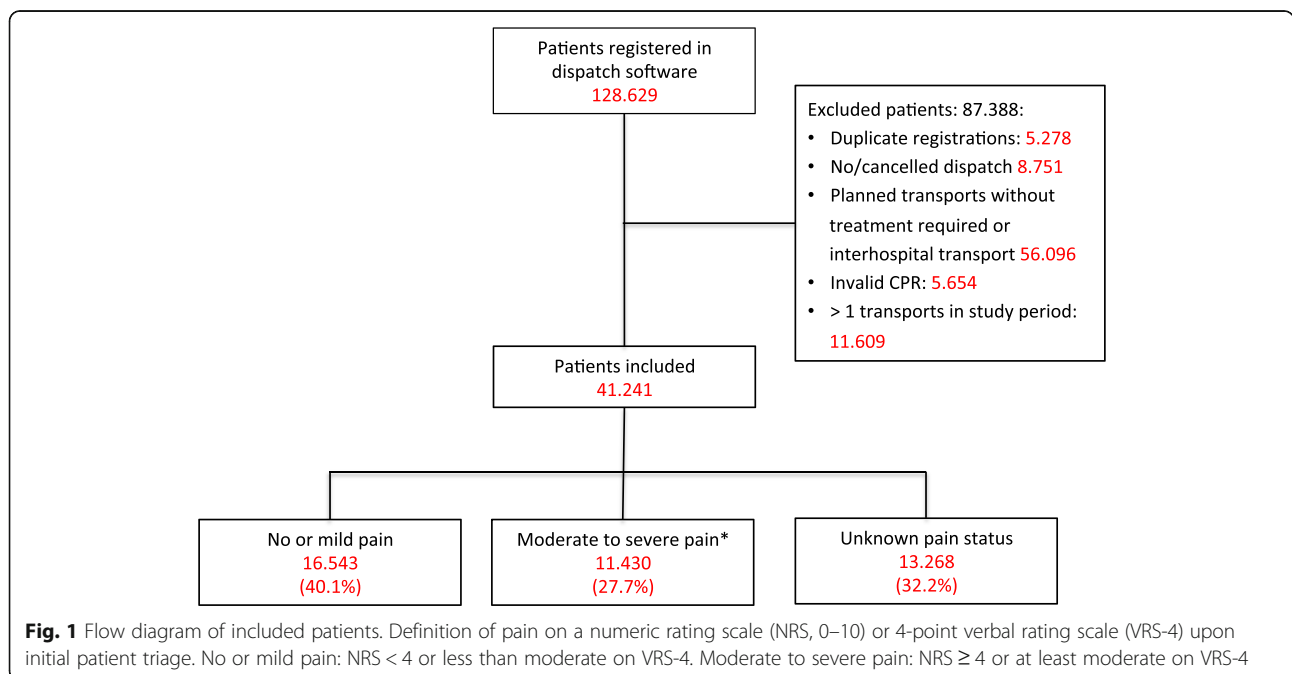 Patients registered in
dispatch software
128.629
Excluded patients: 87.388:
• Duplicate registrations: 5.278
• No/cancelled dispatch 8.751
• Planned transports without
treatment required or
interhospital transport 56.096
• Invalid CPR: 5.654
• > 1 transports in study period:
11.609
Patients included
41.241
No or mild pain
16.543
(40.1%)
Moderate to severe pain*
11.430
(27.7%)
Unknown pain status
13.268
(32.2%)
Fig. 1 Flow diagram of included patients. Definition of pain on a numeric rating scale (NRS, 0–10) or 4-point verbal rating scale (VRS-4) upon
initial patient triage. No or mild pain: NRS < 4 or less than moderate on VRS-4. Moderate to severe pain: NRS ≥ 4 or at least moderate on VRS-4